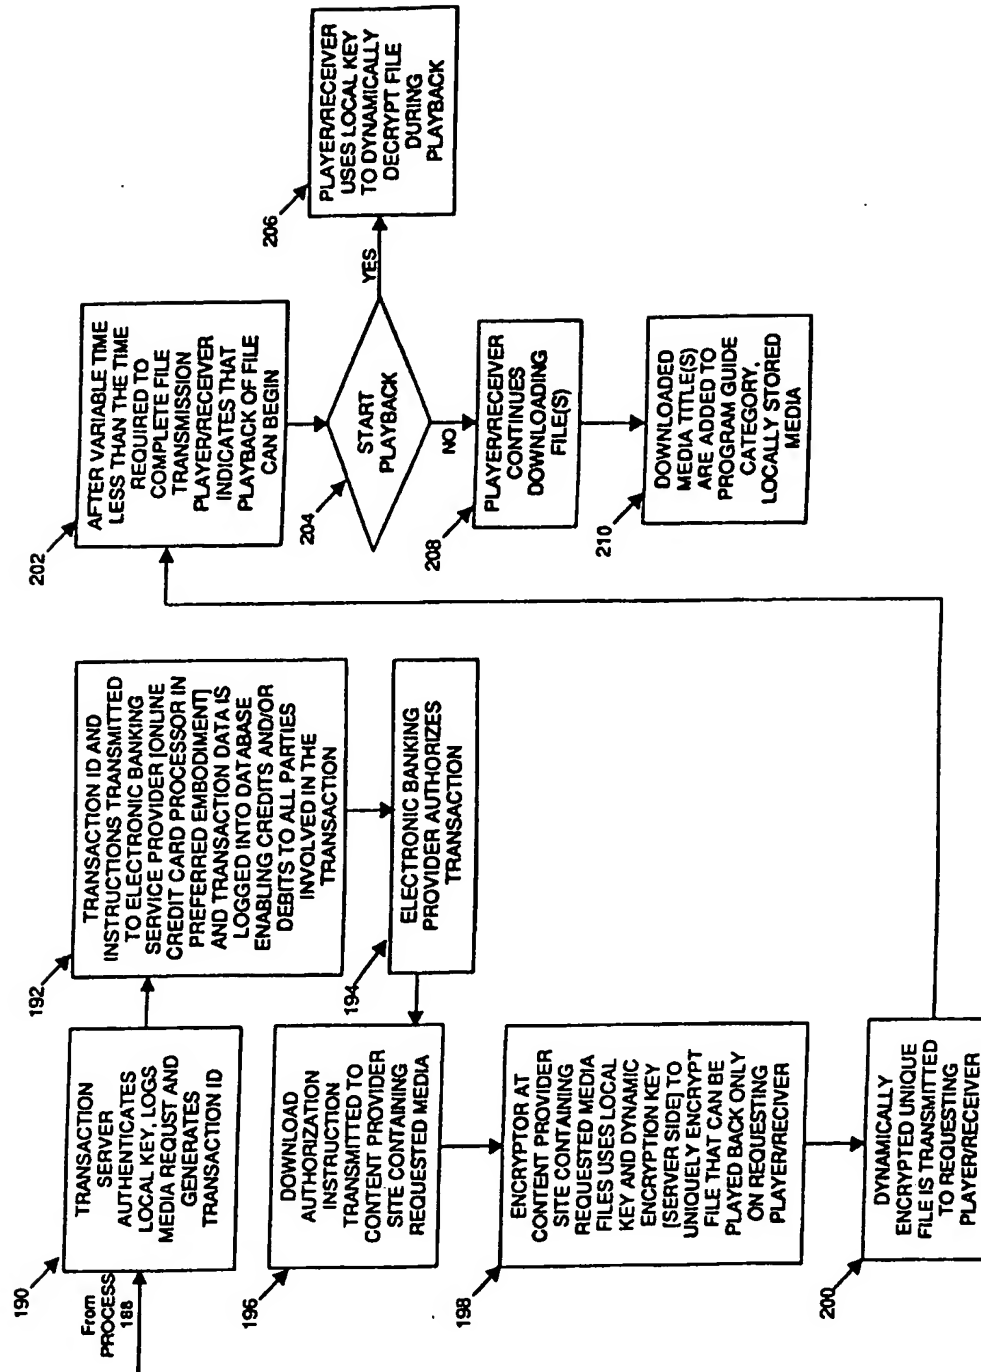 From
PROCESS
188
190
TRANSACTION
SERVER
AUTHENTICATES
LOCAL KEY, LOGS
MEDIA REQUST AND
GENERATES
TRANSACTION ID
192
TRANSACTION ID AND
INSTRUCTIONS TRANSMITTED
TO ELECTRONIC BANKING
SERVICE PROVIDER [ONLINE
CREDIT CARD PROCESSOR IN
PREFERRED EMBODIMENT]
AND TRANSACTION DATA IS
LOGGED INTO DATABASE
ENABLING CREDITS AND/OR
DEBITS TO ALL PARTIES
INVOLVED IN THE
TRANSACTION
194
ELECTRONIC BANKING
PROVIDER AUTHORIZES
TRANSACTION
196
DOWNLOAD
AUTHORIZATION
INSTRUCTION
TRANSMITTED TO
CONTENT PROVIDER
SITE CONTAINING
REQUESTED MEDIA
198
ENCRYPTOR AT
CONTENT PROVIDER
SITE CONTAINING
REQUESTED MEDIA
FILES USES LOCAL
KEY AND DYNAMIC
ENCRYPTION KEY
[SERVER SIDE] TO
UNIQUELY ENCRYPT
FILE THAT CAN BE
PLAYED BACK ONLY
ON REQUESTING
PLAYER/RECIVER
200
DYNAMICALLY
ENCRYPTED UNIQUE
FILE IS TRANSMITTED
TO REQUESTING
PLAYER/RECEIVER
202
AFTER VARIABLE TIME
LESS THAN THE TIME
REQUIRED TO
COMPLETE FILE
TRANSMISSION
PLAYER/RECEIVER
INDICATES THAT
PLAYBACK OF FILE
CAN BEGIN
204
START
PLAYBACK
YES
NO
206
PLAYER/RECEIVER
USES LOCAL KEY
TO DYNAMICALLY
DECRYPT FILE
DURING
PLAYBACK
208
PLAYER/RECEIVER
CONTINUES
DOWNLOADING
FILE(S)
210
DOWNLOADED
MEDIA TITLE(S)
ARE ADDED TO
PROGRAM GUIDE
CATEGORY,
LOCALLY STORED
MEDIA